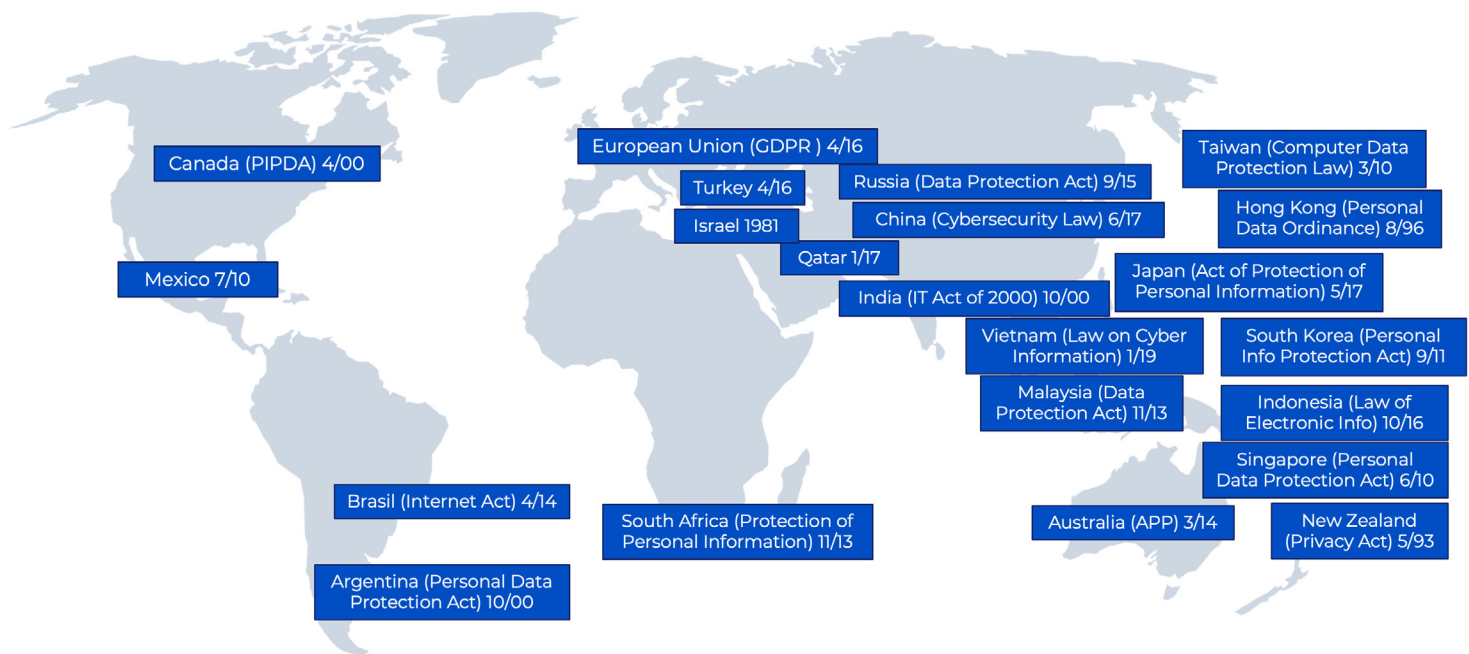 Canada (PIPDA) 4/00
Mexico 7/10
Brasil (Internet Act) 4/14
Argentina (Personal Data
Protection Act) 10/00
European Union (GDPR ) 4/16
Turkey 4/16
Israel 1981
Qatar 1/17
Russia (Data Protection Act) 9/15
China (Cybersecurity Law) 6/17
India (IT Act of 2000) 10/00
Vietnam (Law on Cyber
Information) 1/19
Malaysia (Data
Protection Act) 11/13
South Africa (Protection of
Personal Information) 11/13
Taiwan (Computer Data
Protection Law) 3/10
Hong Kong (Personal
Data Ordinance) 8/96
Japan (Act of Protection of
Personal Information) 5/17
South Korea (Personal
Info Protection Act) 9/11
Indonesia (Law of
Electronic Info) 10/16
Singapore (Personal
Data Protection Act) 6/10
Australia (APP) 3/14
New Zealand
(Privacy Act) 5/93